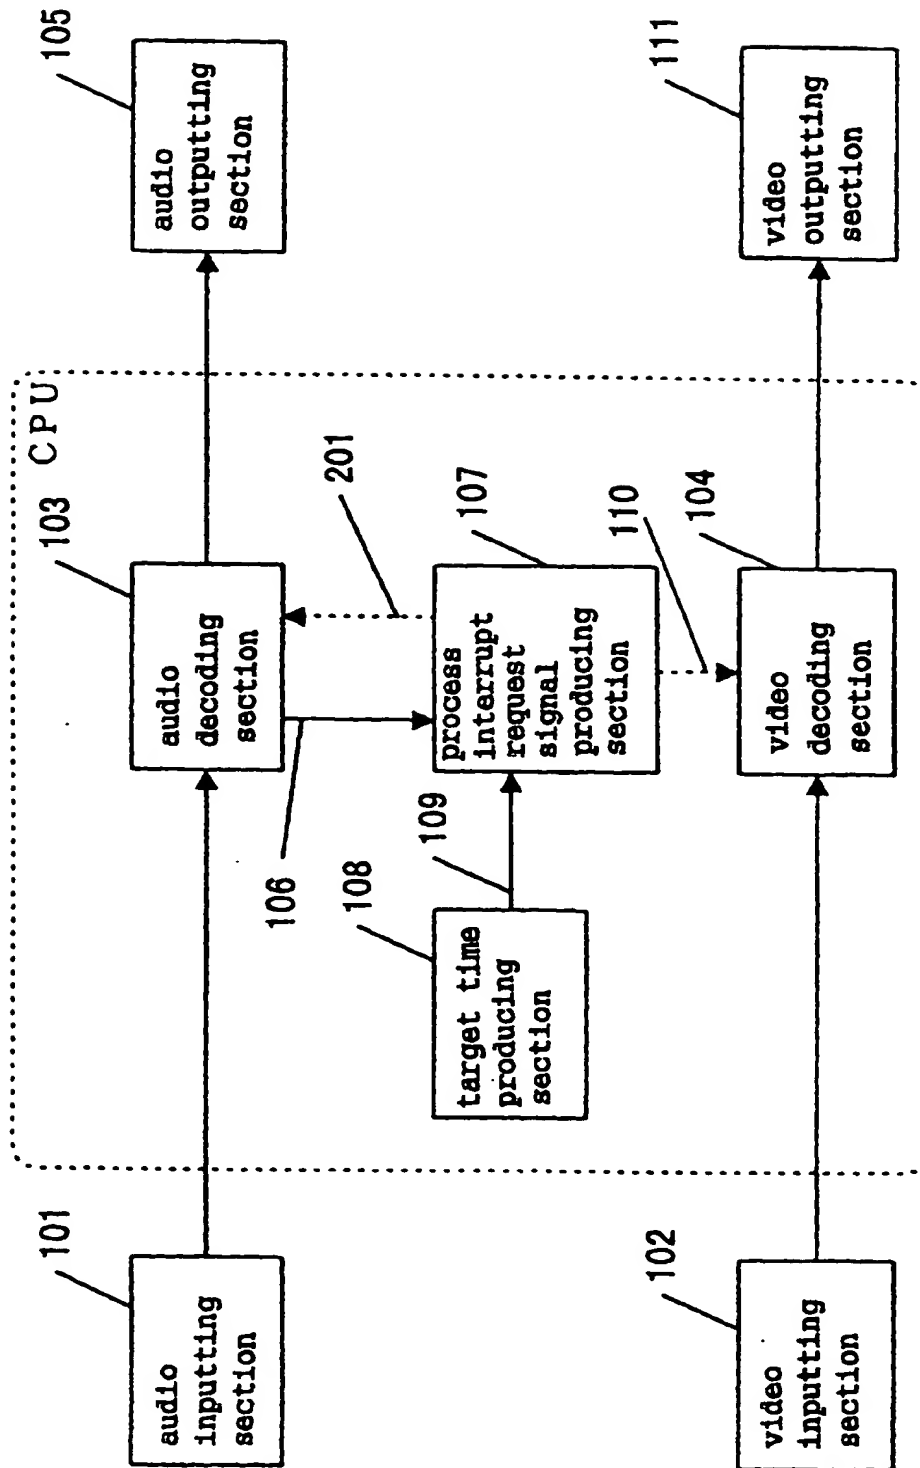 CPU
101
audio
inputting
section
103
audio
decoding
section
105
audio
outputting
section
106
201
108
target time
producing
section
109
107
process
interrupt
request
signal
producing
section
110
102
video
inputting
section
104
video
decoding
section
111
video
outputting
section